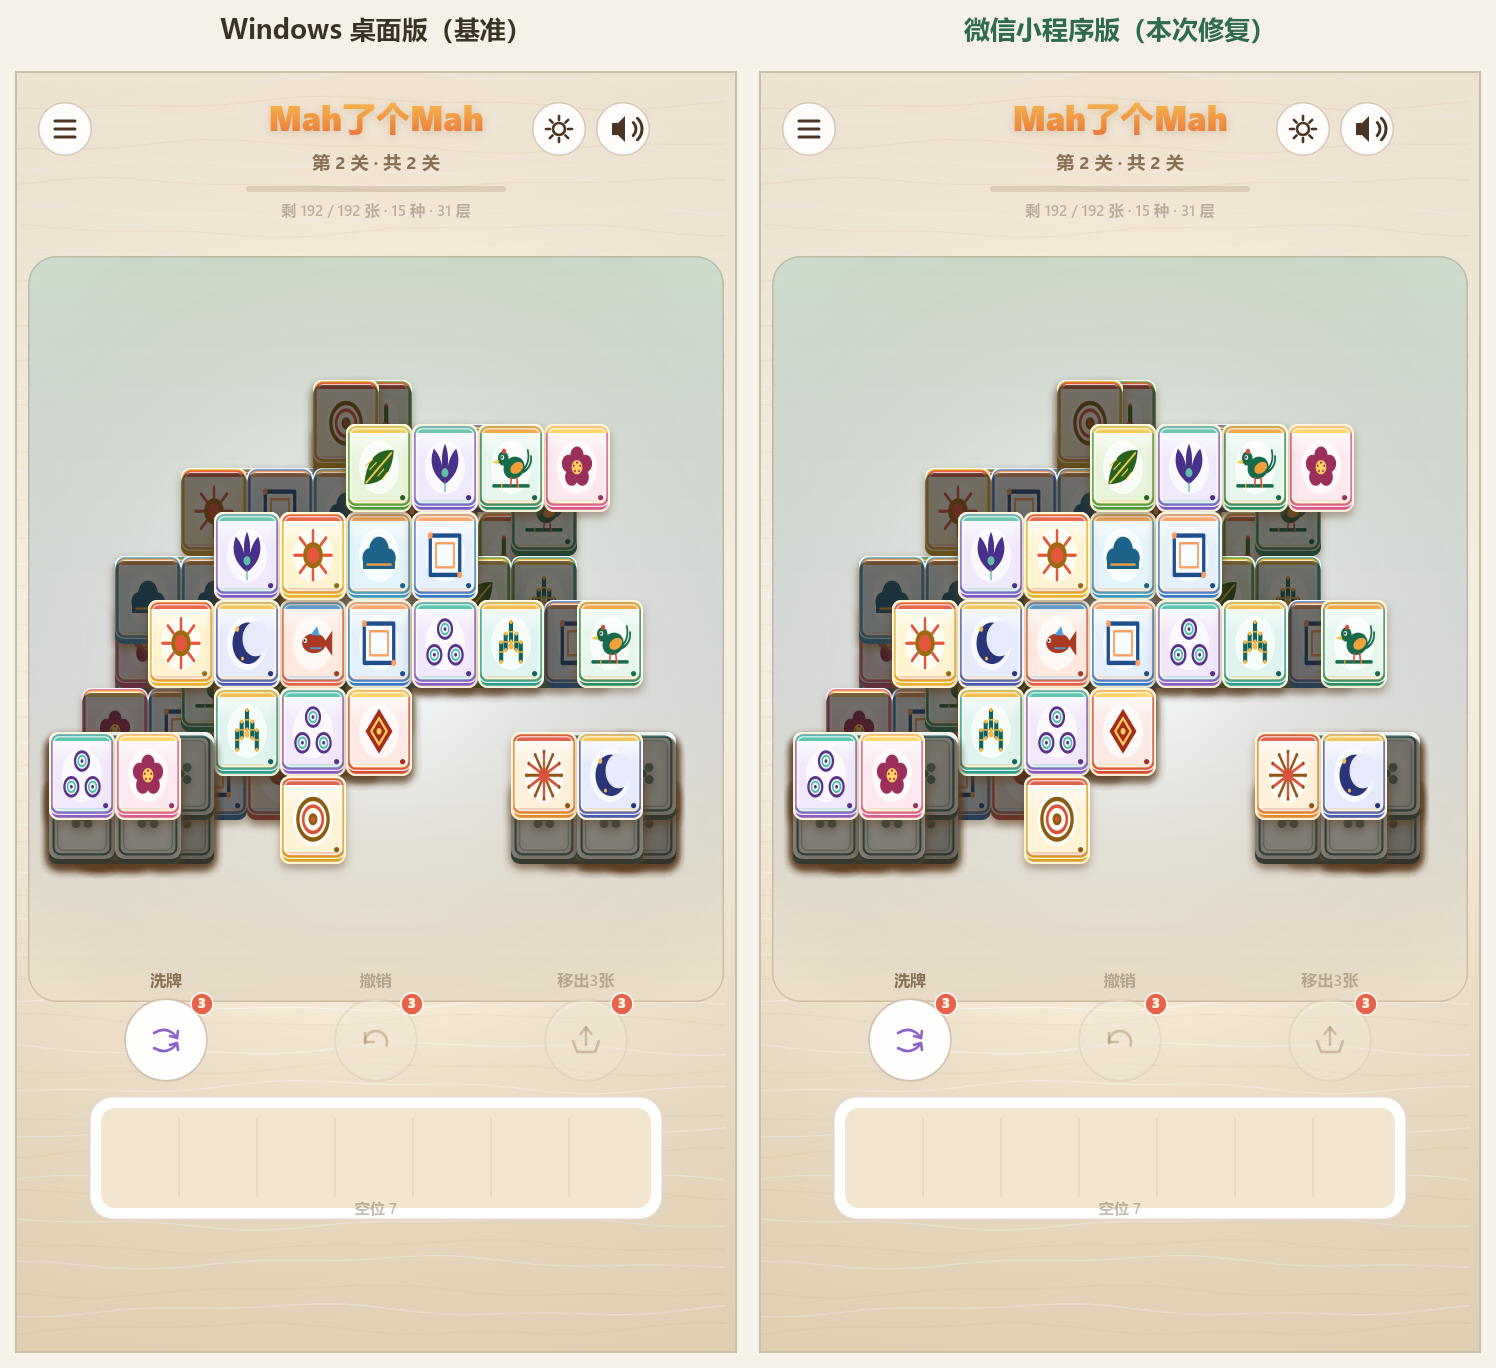 Windows 桌面版（基准）
Mah了个Mah
第 2 关 · 共 2 关
剩 192 / 192 张 · 15 种 · 31 层
洗牌
撤销
移出3张
3
3
3
空位 7
微信小程序版（本次修复）
Mah了个Mah
第 2 关 · 共 2 关
剩 192 / 192 张 · 15 种 · 31 层
洗牌
撤销
移出3张
3
3
3
空位 7